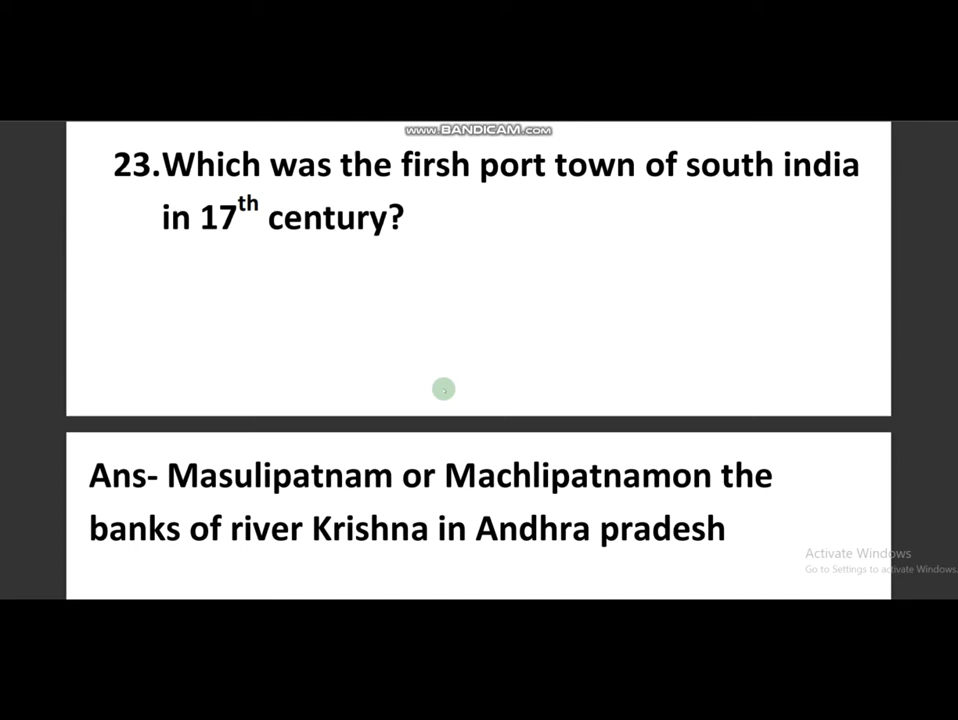 www.BANDICAM.com
23.Which was the firsh port town of south india
in 17th century?
Ans- Masulipatnam or Machlipatnamon the
banks of river Krishna in Andhra pradesh
Activate Windows
Go to Settings to activate Windows.